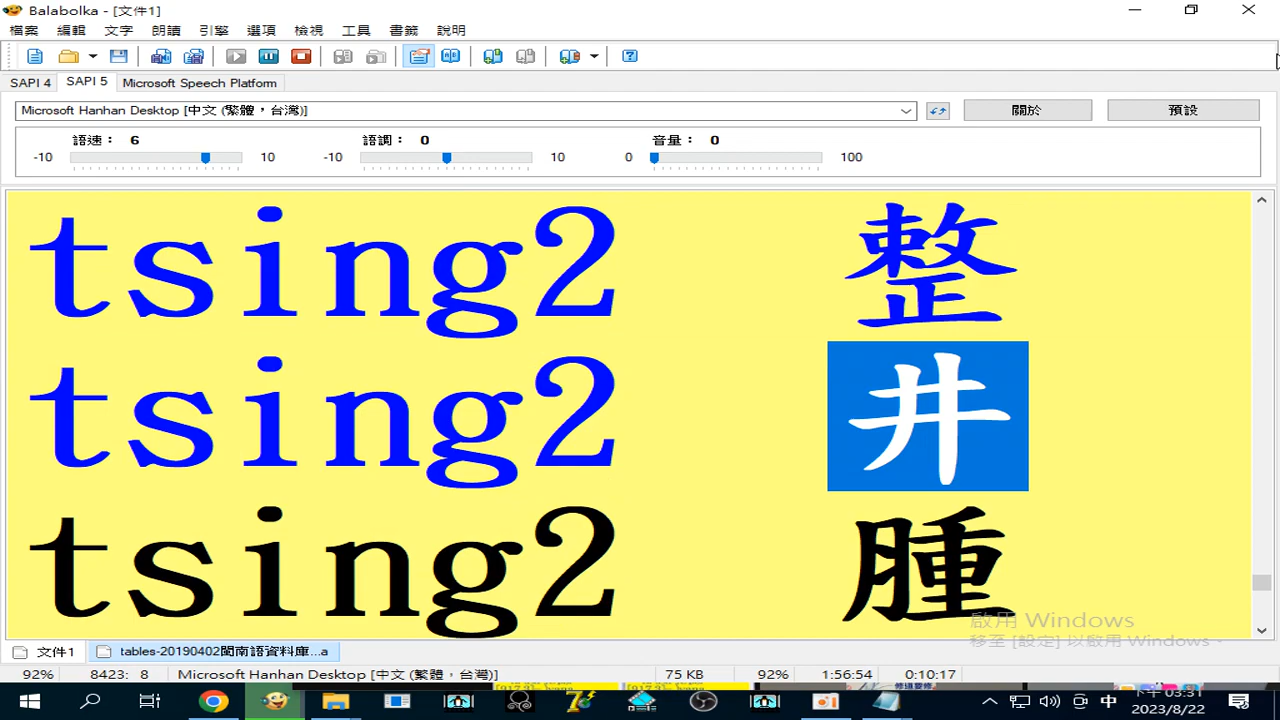 Balabolka - [文件1]
檔案 編輯 文字 朗讀 引擎 選項 檢視 工具 書籤 說明
SAPI 4 SAPI 5 Microsoft Speech Platform
Microsoft Hanhan Desktop [中文 (繁體，台灣)] 關於 預設
語速： 6 語調： 0 音量： 0
-10 10 -10 10 0 100
tsing2 整
tsing2 井
tsing2 腫
啟用 Windows
移至 [設定] 以啟用 Windows。
文件1 tables-20190402閩南語資料庫...a
92% 8423: 8 Microsoft Hanhan Desktop [中文 (繁體，台灣)] 75 KB 92% 1:56:54 0:10:17
中 下午 03:31
2023/8/22